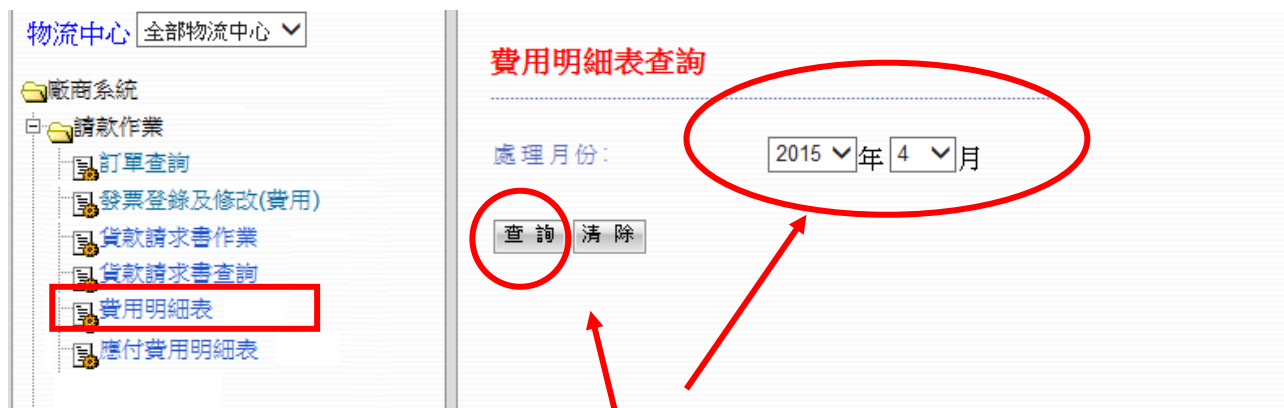 物流中心 全部物流中心
廠商系統
請款作業
訂單查詢
發票登錄及修改(費用)
貨款請求書作業
貨款請求書查詢
費用明細表
應付費用明細表
費用明細表查詢
處理月份：
2015 年 4 月
查 詢 清 除